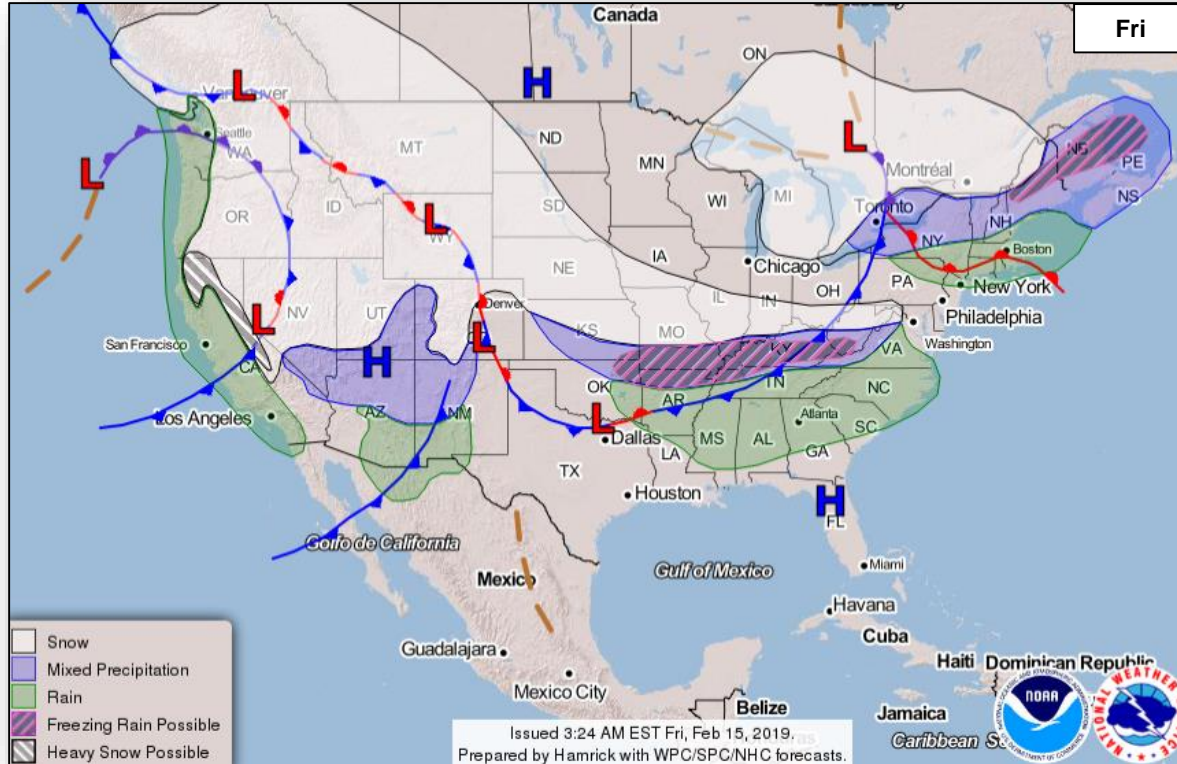 Canada
Fri
ON
H
L
Vancouver
Seattle
WA
MT
ND
MN
L
Montréal
NB
PE
NS
L
OR
ID
L
WY
SD
WI
MI
Toronto
NY
NH
Boston
IA
Chicago
PA
New York
NE
IL
IN
OH
Philadelphia
L
NV
UT
Denver
L
KS
MO
KY
VA
Washington
San Francisco
CA
H
OK
TN
NC
Los Angeles
AZ
NM
AR
L
Dallas
MS
AL
Atlanta
SC
GA
TX
LA
Houston
H
FL
Golfo de California
Mexico
Gulf of Mexico
Miami
Havana
Cuba
Guadalajara
Haiti
Dominican Republic
Mexico City
Belize
Jamaica
Caribbean
Snow
Mixed Precipitation
Rain
Freezing Rain Possible
Heavy Snow Possible
Issued 3:24 AM EST Fri, Feb 15, 2019.
Prepared by Hamrick with WPC/SPC/NHC forecasts.
NOAA